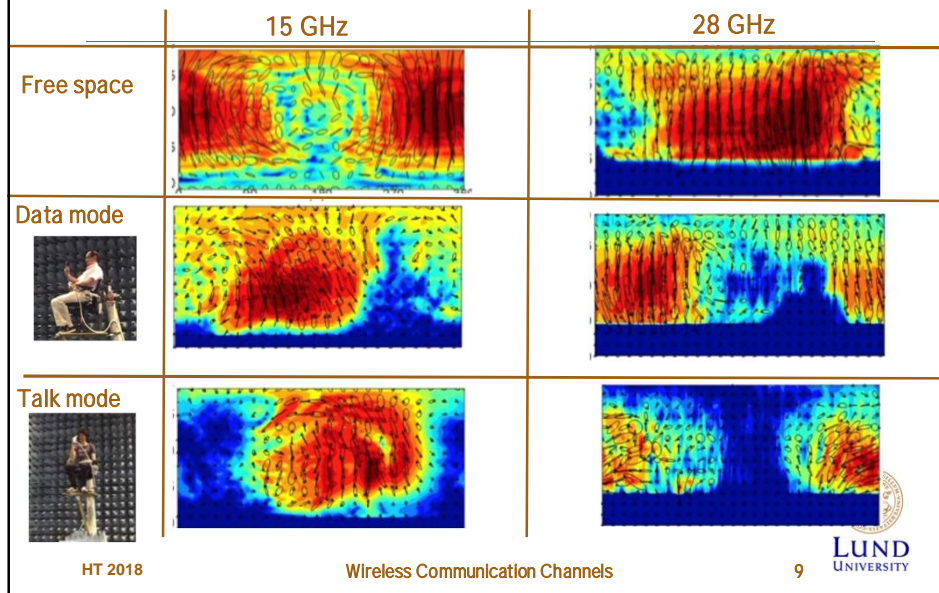 15 GHz
28 GHz
Free space
Data mode
Talk mode
HT 2018
Wireless Communication Channels
9
LUND
UNIVERSITY